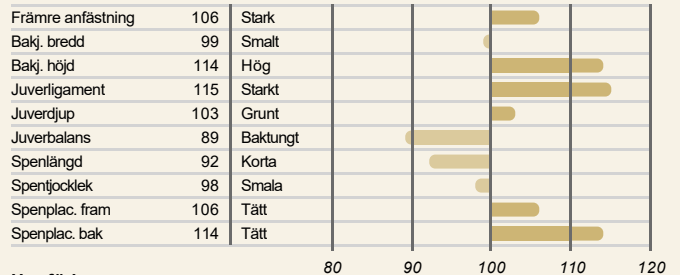 Främre anfästning 106 Stark
Bakj. bredd 99 Smalt
Bakj. höjd 114 Hög
Juverligament 115 Starkt
Juverdjup 103 Grunt
Juverbalans 89 Baktungt
Spenlängd 92 Korta
Spentjocklek 98 Smala
Spenplac. fram 106 Tätt
Spenplac. bak 114 Tätt
80 90 100 110 120